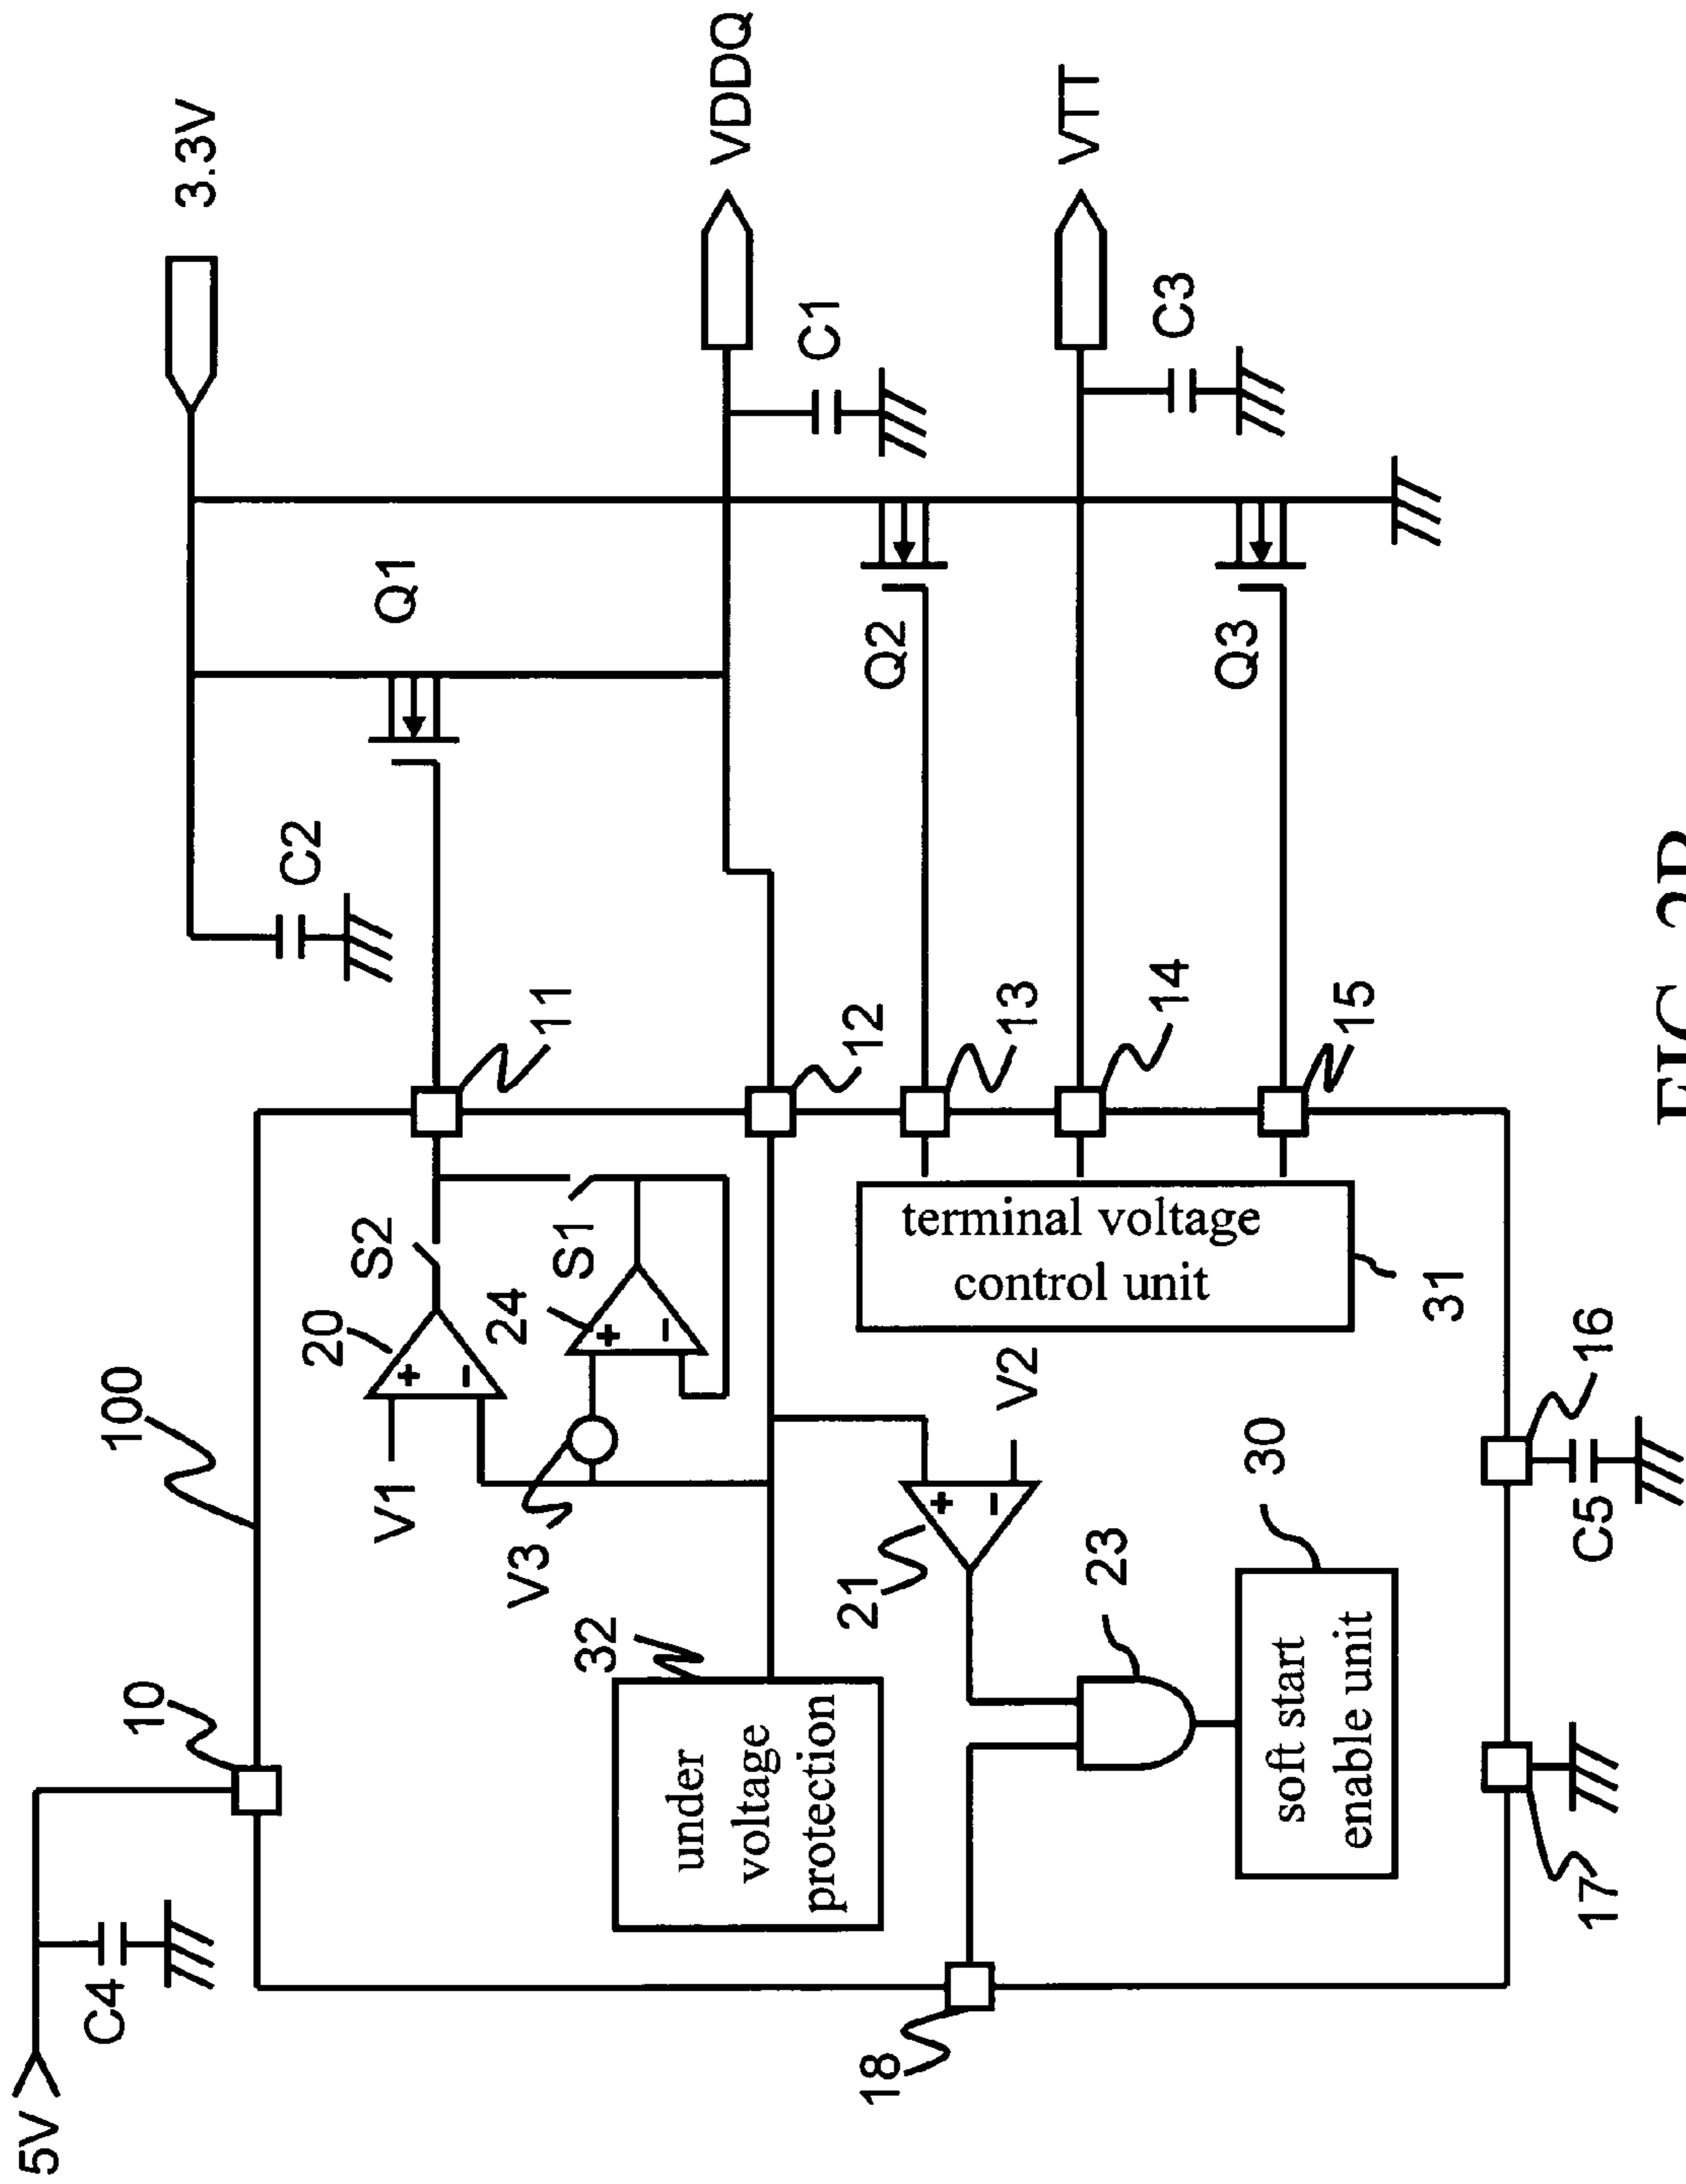 5V
C4
10
100
3.3V
VDDQ
VTT
C2
Q1
C1
C3
Q2
Q3
11
12
13
14
15
16
17
18
V1
20
S2
24
S1
V3
32
under
voltage
protection
21
V2
terminal voltage
control unit
31
23
30
soft start
enable unit
C5